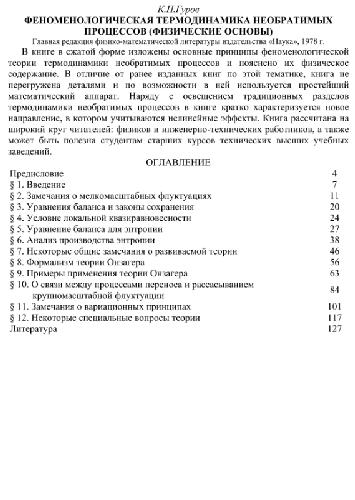 К.П.Гуров
ФЕНОМЕНОЛОГИЧЕСКАЯ ТЕРМОДИНАМИКА НЕОБРАТИМЫХ
ПРОЦЕССОВ (ФИЗИЧЕСКИЕ ОСНОВЫ)
Главная редакция физико-математической литературы издательства «Наука», 1978 г.
В книге в сжатой форме изложены основные принципы феноменологической
теории термодинамики необратимых процессов и пояснено их физическое
содержание. В отличие от ранее изданных книг по этой тематике, книга не
перегружена деталями и по возможности в ней используется простейший
математический аппарат. Наряду с освещением традиционных разделов
термодинамики необратимых процессов в книге кратко характеризуется новое
направление, в котором учитываются нелинейные эффекты. Книга рассчитана на
широкий круг читателей: физиков и инженерно-технических работников, а также
может быть полезна студентам старших курсов технических высших учебных
заведений.
ОГЛАВЛЕНИЕ
Предисловие 4
§ 1. Введение 7
§ 2. Замечания о мелкомасштабных флуктуациях 11
§ 3. Уравнения баланса и законы сохранения 20
§ 4. Условие локальной квазиравновесности 24
§ 5. Уравнение баланса для энтропии 27
§ 6. Анализ производства энтропии 38
§ 7. Некоторые общие замечания о развиваемой теории 46
§ 8. Формализм теории Онзагера 56
§ 9. Примеры применения теории Онзагера 63
§ 10. О связи между процессами переноса и рассасыванием
крупномасштабной флуктуации 84
§ 11. Замечания о вариационных принципах 101
§ 12. Некоторые специальные вопросы теории 117
Литература 127